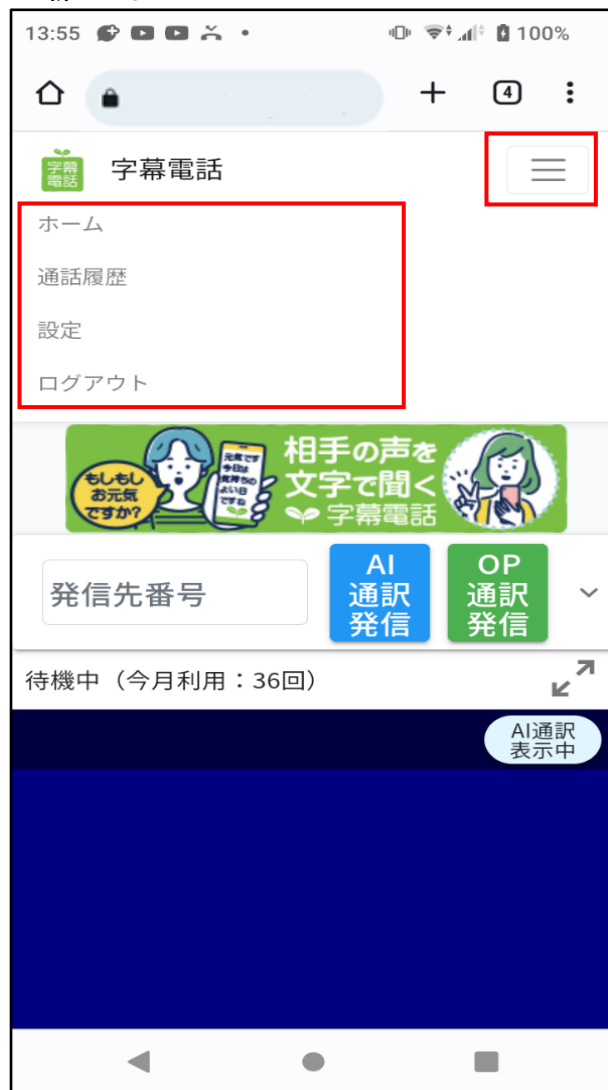 13:55
100%
4
字幕
電話
字幕電話
ホーム
通話履歴
設定
ログアウト
もしもし
お元気
ですか?
元気です
今日は
気持ちの
よい日
ですね
相手の声を
文字で聞く
字幕電話
発信先番号
AI
通訳
発信
OP
通訳
発信
待機中(今月利用:36回)
AI通訳
表示中